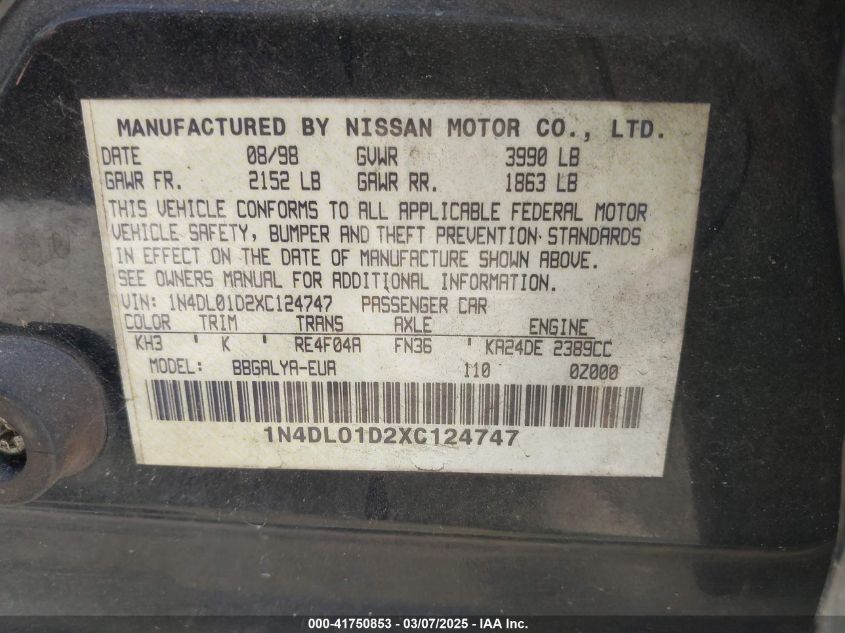 MANUFACTURED BY NISSAN MOTOR CO., LTD.
DATE 08/98 GVWR 3990 LB
GAWR FR. 2152 LB GAWR RR. 1863 LB
THIS VEHICLE CONFORMS TO ALL APPLICABLE FEDERAL MOTOR
VEHICLE SAFETY, BUMPER AND THEFT PREVENTION STANDARDS
IN EFFECT ON THE DATE OF MANUFACTURE SHOWN ABOVE.
SEE OWNERS MANUAL FOR ADDITIONAL INFORMATION.
VIN: 1N4DL01D2XC124747 PASSENGER CAR
COLOR TRIM TRANS AXLE ENGINE
KH3 ' K ' RE4F04A FN36 ' KA24DE 2389CC
MODEL: BBGALYA-EUA 110 0Z000
1N4DL01D2XC124747
000-41750853 - 03/07/2025 - IAA Inc.